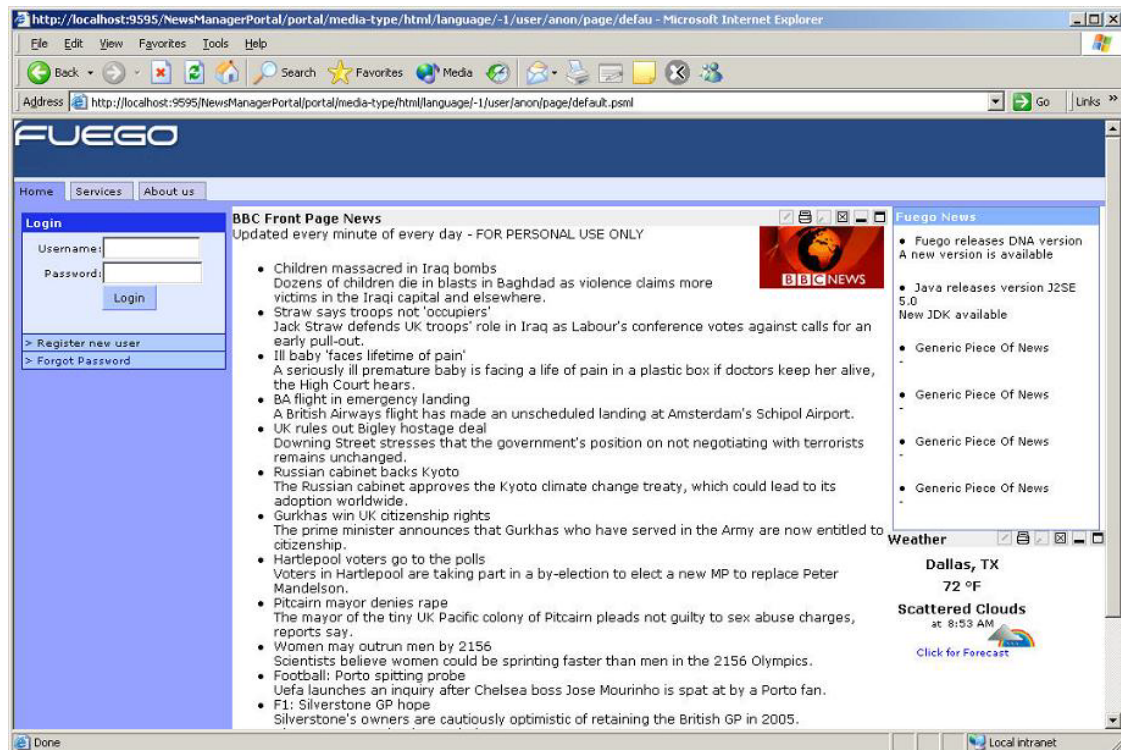 http://localhost:9595/NewsManagerPortal/portal/media-type/html/language/-1/user/anon/page/defau - Microsoft Internet Explorer
File Edit View Favorites Tools Help
Back Search Favorites Media
Address http://localhost:9595/NewsManagerPortal/portal/media-type/html/language/-1/user/anon/page/default.psml Go Links »
FUEGO
Home Services About us
Login
Username:
Password:
Login
> Register new user
> Forgot Password
BBC Front Page News
Updated every minute of every day - FOR PERSONAL USE ONLY
BBC NEWS
• Children massacred in Iraq bombs
Dozens of children die in blasts in Baghdad as violence claims more
victims in the Iraqi capital and elsewhere.
• Straw says troops not 'occupiers'
Jack Straw defends UK troops' role in Iraq as Labour's conference votes against calls for an
early pull-out.
• Ill baby 'faces lifetime of pain'
A seriously ill premature baby is facing a life of pain in a plastic box if doctors keep her alive,
the High Court hears.
• BA flight in emergency landing
A British Airways flight has made an unscheduled landing at Amsterdam's Schipol Airport.
• UK rules out Bigley hostage deal
Downing Street stresses that the government's position on not negotiating with terrorists
remains unchanged.
• Russian cabinet backs Kyoto
The Russian cabinet approves the Kyoto climate change treaty, which could lead to its
adoption worldwide.
• Gurkhas win UK citizenship rights
The prime minister announces that Gurkhas who have served in the Army are now entitled to
citizenship.
• Hartlepool voters go to the polls
Voters in Hartlepool are taking part in a by-election to elect a new MP to replace Peter
Mandelson.
• Pitcairn mayor denies rape
The mayor of the tiny UK Pacific colony of Pitcairn pleads not guilty to sex abuse charges,
reports say.
• Women may outrun men by 2156
Scientists believe women could be sprinting faster than men in the 2156 Olympics.
• Football: Porto spitting probe
Uefa launches an inquiry after Chelsea boss Jose Mourinho is spat at by a Porto fan.
• F1: Silverstone GP hope
Silverstone's owners are cautiously optimistic of retaining the British GP in 2005.
Fuego News
• Fuego releases DNA version
A new version is available
• Java releases version J2SE
5.0
New JDK available
• Generic Piece Of News
-
• Generic Piece Of News
-
• Generic Piece Of News
-
• Generic Piece Of News
-
Weather
Dallas, TX
72 °F
Scattered Clouds
at 8:53 AM
Click for Forecast
Done
Local intranet